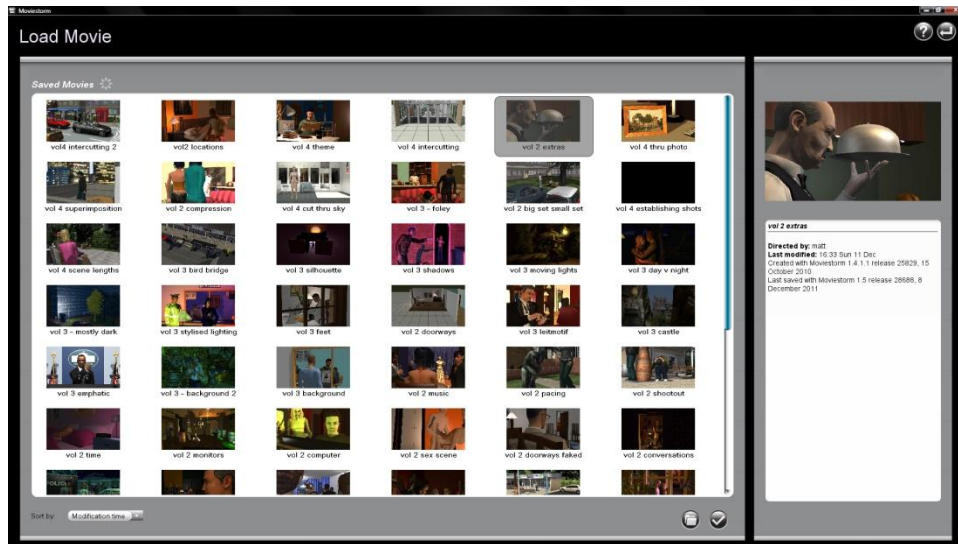 Moviestorm
Load Movie
Saved Movies
vol4 intercutting 2
vol2 locations
vol 4 theme
vol 4 intercutting
vol 2 extras
vol 4 thru photo
vol 4 superimposition
vol 2 compression
vol 4 cut thru sky
vol 3 - foley
vol 2 big set small set
vol 4 establishing shots
vol 4 scene lengths
vol 3 bird bridge
vol 3 silhouette
vol 3 shadows
vol 3 moving lights
vol 3 day v night
vol 3 - mostly dark
vol 3 stylised lighting
vol 3 feet
vol 2 doorways
vol 3 leitmotif
vol 3 castle
vol 3 emphatic
vol 3 - background 2
vol 3 background
vol 2 music
vol 2 pacing
vol 2 shootout
vol 2 time
vol 2 monitors
vol 2 computer
vol 2 sex scene
vol 2 doorways faked
vol 2 conversations
Sort by: Modification time
vol 2 extras
Directed by: matt
Last modified: 16:33 Sun 11 Dec
Created with Moviestorm 1.4.1.1 release 25829, 15
October 2010
Last saved with Moviestorm 1.5 release 28686, 8
December 2011